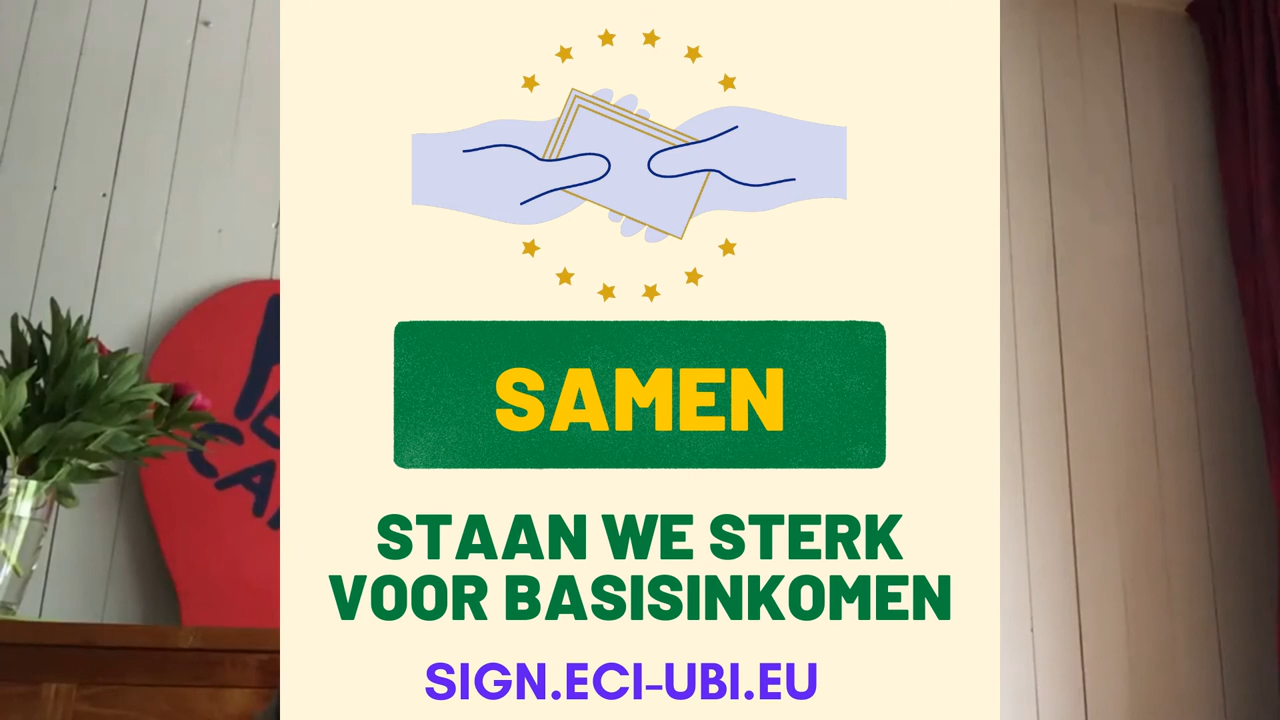 SAMEN
STAAN WE STERK
VOOR BASISINKOMEN
SIGN.ECI-UBI.EU